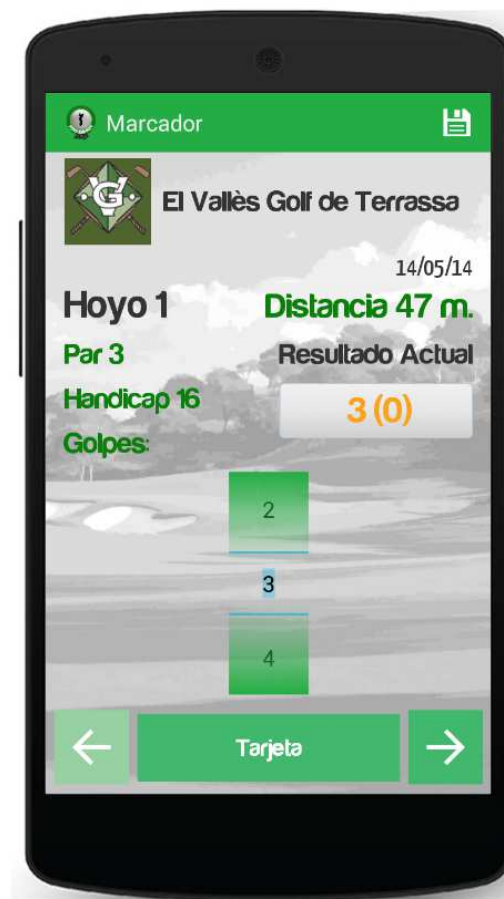 Marcador
VG
El Vallès Golf de Terrassa
14/05/14
Hoyo 1
Distancia 47 m.
Par 3
Resultado Actual
Handicap 16
3 (0)
Golpes:
2
3
4
Tarjeta